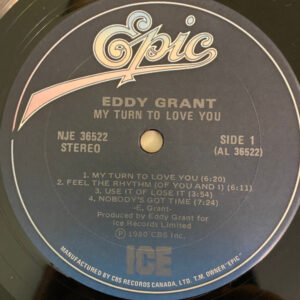 Epic
EDDY GRANT
MY TURN TO LOVE YOU
NJE 36522
STEREO
SIDE 1
(AL 36522)
1. MY TURN TO LOVE YOU (6:20)
2. FEEL THE RHYTHM (OF YOU AND I) (6:11)
3. USE IT OF LOSE IT (3:54)
4. NOBODY'S GOT TIME (7:24)
-E. Grant-
Produced by Eddy Grant for
Ice Records Limited
Ⓟ 1980 CBS Inc.
ICE
MANUFACTURED BY CBS RECORDS CANADA, LTD. T.M. OWNER "EPIC"